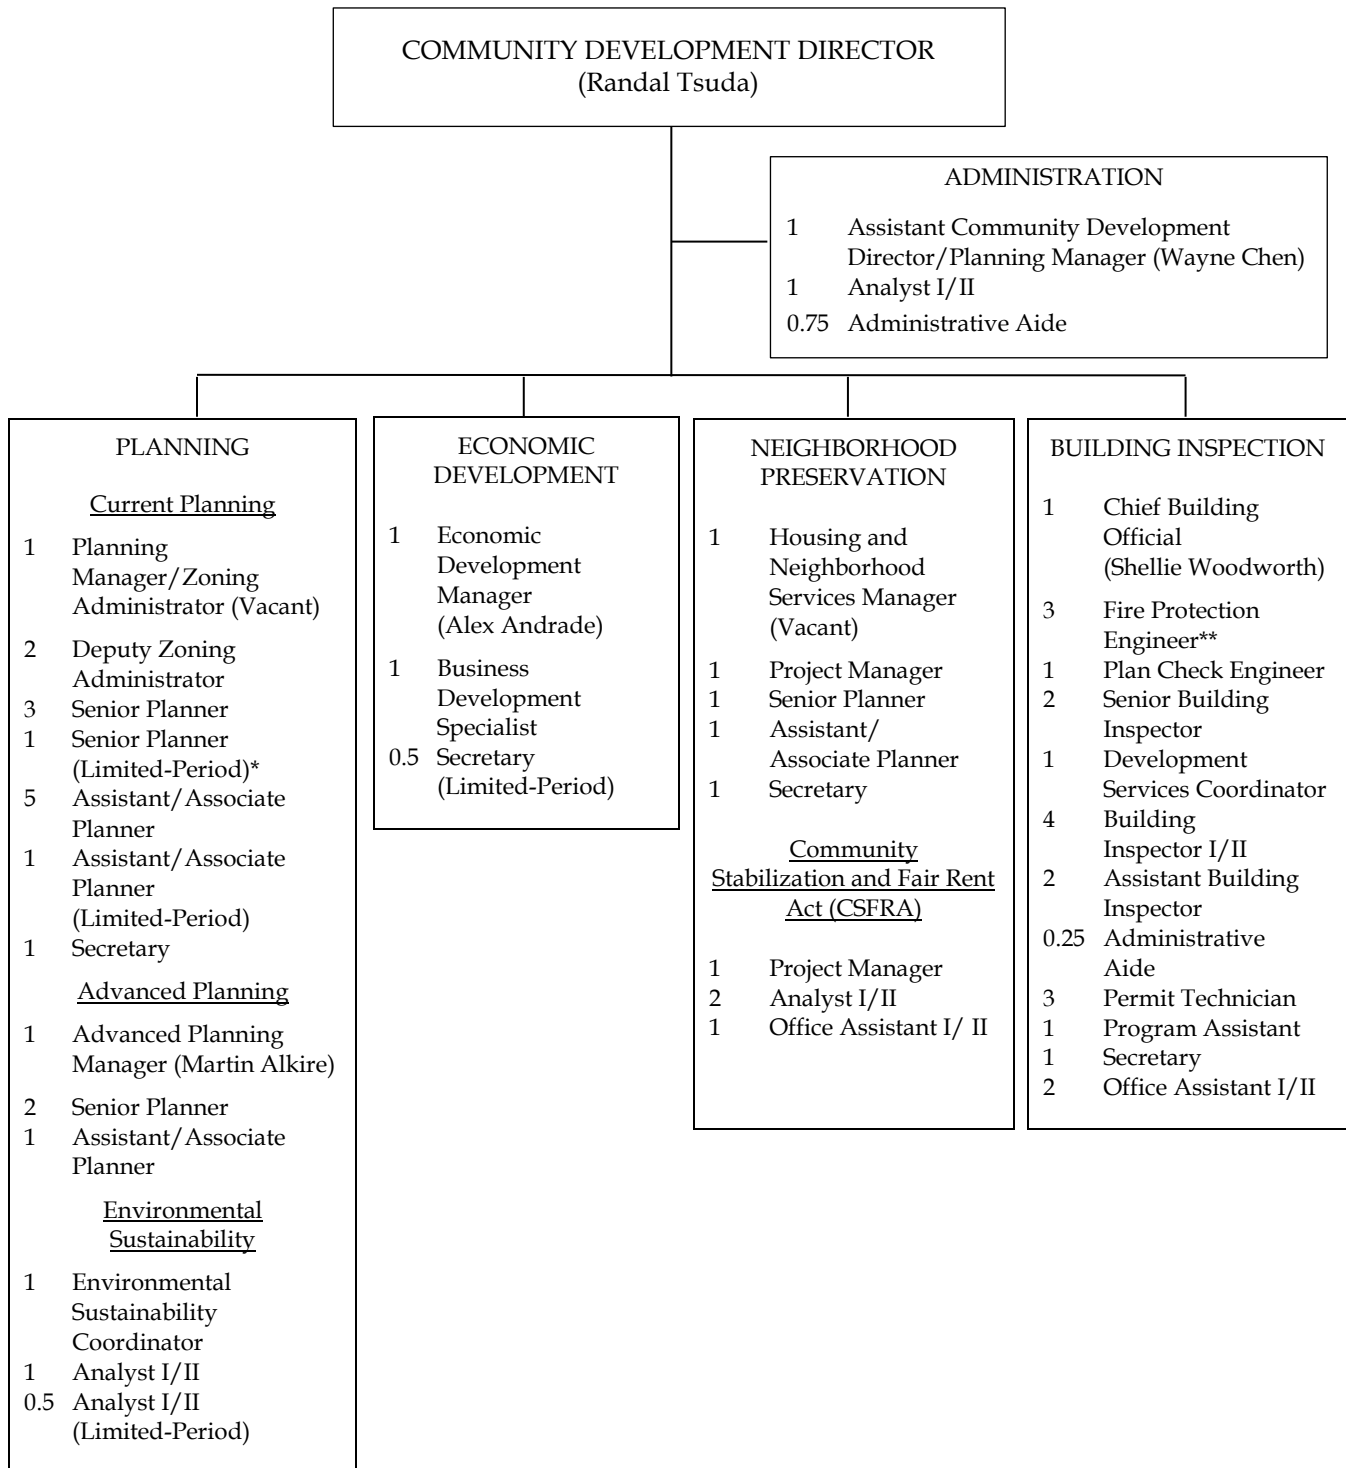 COMMUNITY DEVELOPMENT DIRECTOR
(Randal Tsuda)
ADMINISTRATION
1 Assistant Community Development
Director/Planning Manager (Wayne Chen)
1 Analyst I/II
0.75 Administrative Aide
PLANNING
Current Planning
1 Planning
Manager/Zoning
Administrator (Vacant)
2 Deputy Zoning
Administrator
3 Senior Planner
1 Senior Planner
(Limited-Period)*
5 Assistant/Associate
Planner
1 Assistant/Associate
Planner
(Limited-Period)
1 Secretary
Advanced Planning
1 Advanced Planning
Manager (Martin Alkire)
2 Senior Planner
1 Assistant/Associate
Planner
Environmental
Sustainability
1 Environmental
Sustainability
Coordinator
1 Analyst I/II
0.5 Analyst I/II
(Limited-Period)
ECONOMIC
DEVELOPMENT
1 Economic
Development
Manager
(Alex Andrade)
1 Business
Development
Specialist
0.5 Secretary
(Limited-Period)
NEIGHBORHOOD
PRESERVATION
1 Housing and
Neighborhood
Services Manager
(Vacant)
1 Project Manager
1 Senior Planner
1 Assistant/
Associate Planner
1 Secretary
Community
Stabilization and Fair Rent
Act (CSFRA)
1 Project Manager
2 Analyst I/II
1 Office Assistant I/ II
BUILDING INSPECTION
1 Chief Building
Official
(Shellie Woodworth)
3 Fire Protection
Engineer**
1 Plan Check Engineer
2 Senior Building
Inspector
1 Development
Services Coordinator
4 Building
Inspector I/II
2 Assistant Building
Inspector
0.25 Administrative
Aide
3 Permit Technician
1 Program Assistant
1 Secretary
2 Office Assistant I/II